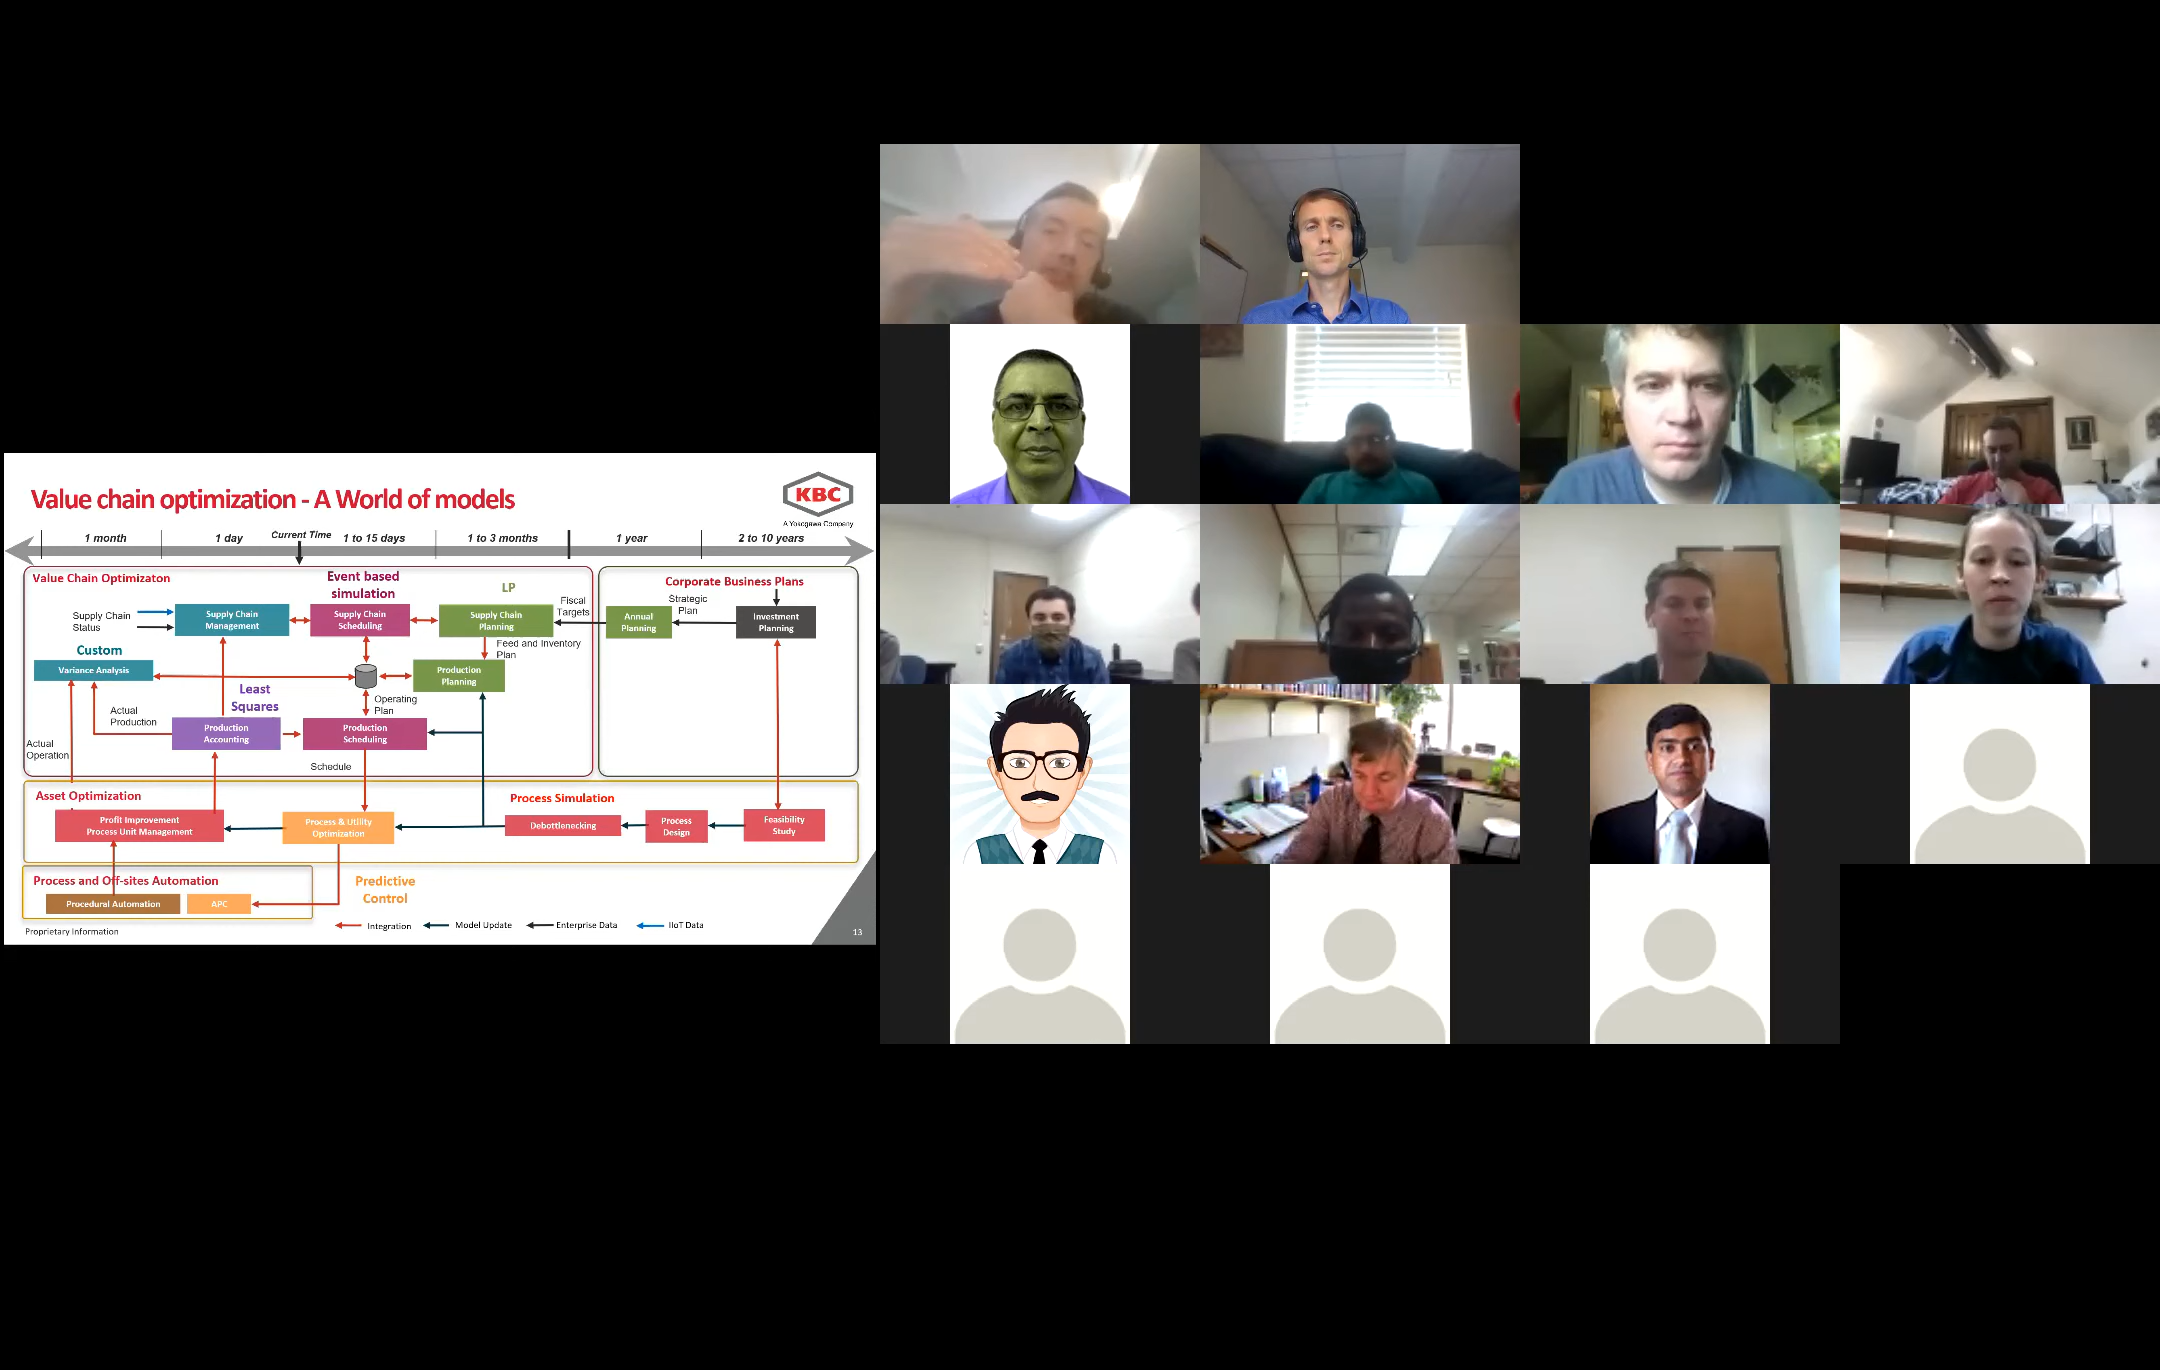 Value chain optimization - A World of models
KBC
A Yokogawa Company
1 month
1 day
Current Time
1 to 15 days
1 to 3 months
1 year
2 to 10 years
Value Chain Optimizaton
Event based
simulation
LP
Corporate Business Plans
Supply Chain
Status
Supply Chain
Management
Supply Chain
Scheduling
Supply Chain
Planning
Fiscal
Targets
Annual
Planning
Strategic
Plan
Investment
Planning
Custom
Variance Analysis
Feed and Inventory
Plan
Production
Planning
Least
Squares
Operating
Plan
Actual
Production
Production
Accounting
Production
Scheduling
Actual
Operation
Schedule
Asset Optimization
Process Simulation
Profit Improvement
Process Unit Management
Process & Utility
Optimization
Debottlenecking
Process
Design
Feasibility
Study
Process and Off-sites Automation
Procedural Automation
APC
Predictive
Control
Integration
Model Update
Enterprise Data
IIoT Data
Proprietary Information
13